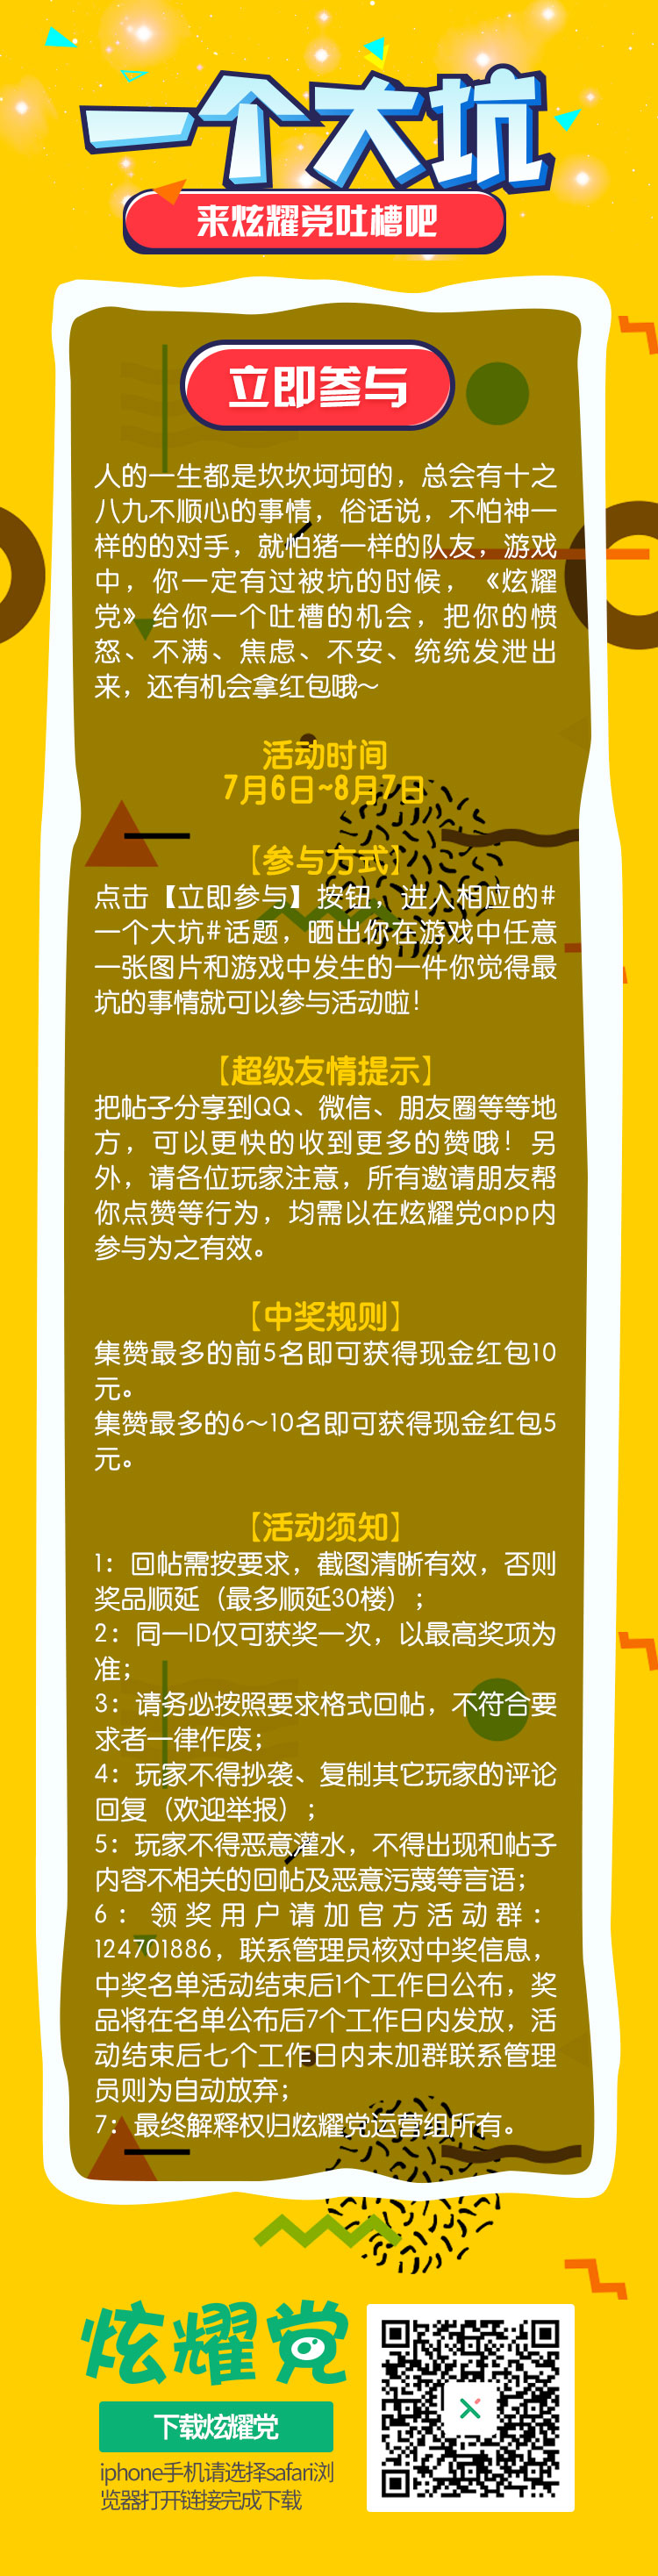 一个大坑
来炫耀党吐槽吧
立即参与
人的一生都是坎坎坷坷的，总会有十之
八九不顺心的事情，俗话说，不怕神一
样的的对手，就怕猪一样的队友，游戏
中，你一定有过被坑的时候，《炫耀
党》给你一个吐槽的机会，把你的愤
怒、不满、焦虑、不安、统统发泄出
来，还有机会拿红包哦～
活动时间
7月6日~8月7日
【参与方式】
点击【立即参与】按钮，进入相应的#
一个大坑#话题，晒出你在游戏中任意
一张图片和游戏中发生的一件你觉得最
坑的事情就可以参与活动啦！
【超级友情提示】
把帖子分享到QQ、微信、朋友圈等等地
方，可以更快的收到更多的赞哦！另
外，请各位玩家注意，所有邀请朋友帮
你点赞等行为，均需以在炫耀党app内
参与为之有效。
【中奖规则】
集赞最多的前5名即可获得现金红包10
元。
集赞最多的6～10名即可获得现金红包5
元。
【活动须知】
1：回帖需按要求，截图清晰有效，否则
奖品顺延（最多顺延30楼）；
2：同一ID仅可获奖一次，以最高奖项为
准；
3：请务必按照要求格式回帖，不符合要
求者一律作废；
4：玩家不得抄袭、复制其它玩家的评论
回复（欢迎举报）；
5：玩家不得恶意灌水，不得出现和帖子
内容不相关的回帖及恶意污蔑等言语；
6：领奖用户请加官方活动群：
124701886，联系管理员核对中奖信息，
中奖名单活动结束后1个工作日公布，奖
品将在名单公布后7个工作日内发放，活
动结束后七个工作日内未加群联系管理
员则为自动放弃；
7：最终解释权归炫耀党运营组所有。
炫耀党
下载炫耀党
iphone手机请选择safari浏
览器打开链接完成下载